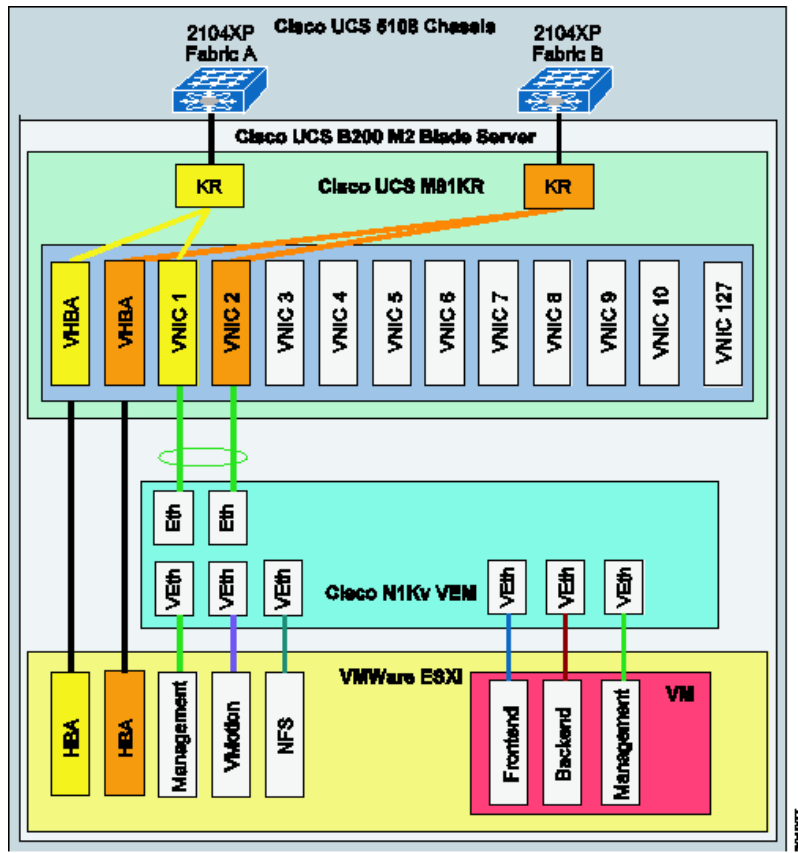 Cisco UCS 5108 Chassis
2104XP
Fabric A
2104XP
Fabric B
Cisco UCS B200 M2 Blade Server
KR
Cisco UCS M81KR
KR
VHBA
VHBA
VNIC 1
VNIC 2
VNIC 3
VNIC 4
VNIC 5
VNIC 6
VNIC 7
VNIC 8
VNIC 9
VNIC 10
VNIC 127
Eth
Eth
VEth
VEth
VEth
Cisco N1Kv VEM
VEth
VEth
VEth
VMWare ESXI
VM
HBA
HBA
Management
VMotion
NFS
Frontend
Backend
Management